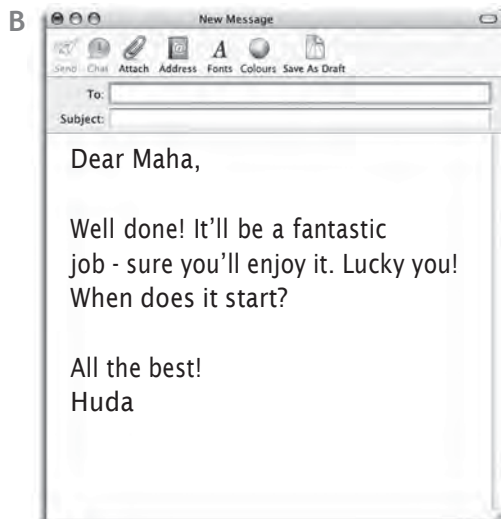 B
New Message
Send Chat Attach Address Fonts Colours Save As Draft
To:
Subject:
Dear Maha,
Well done! It'll be a fantastic
job - sure you'll enjoy it. Lucky you!
When does it start?
All the best!
Huda